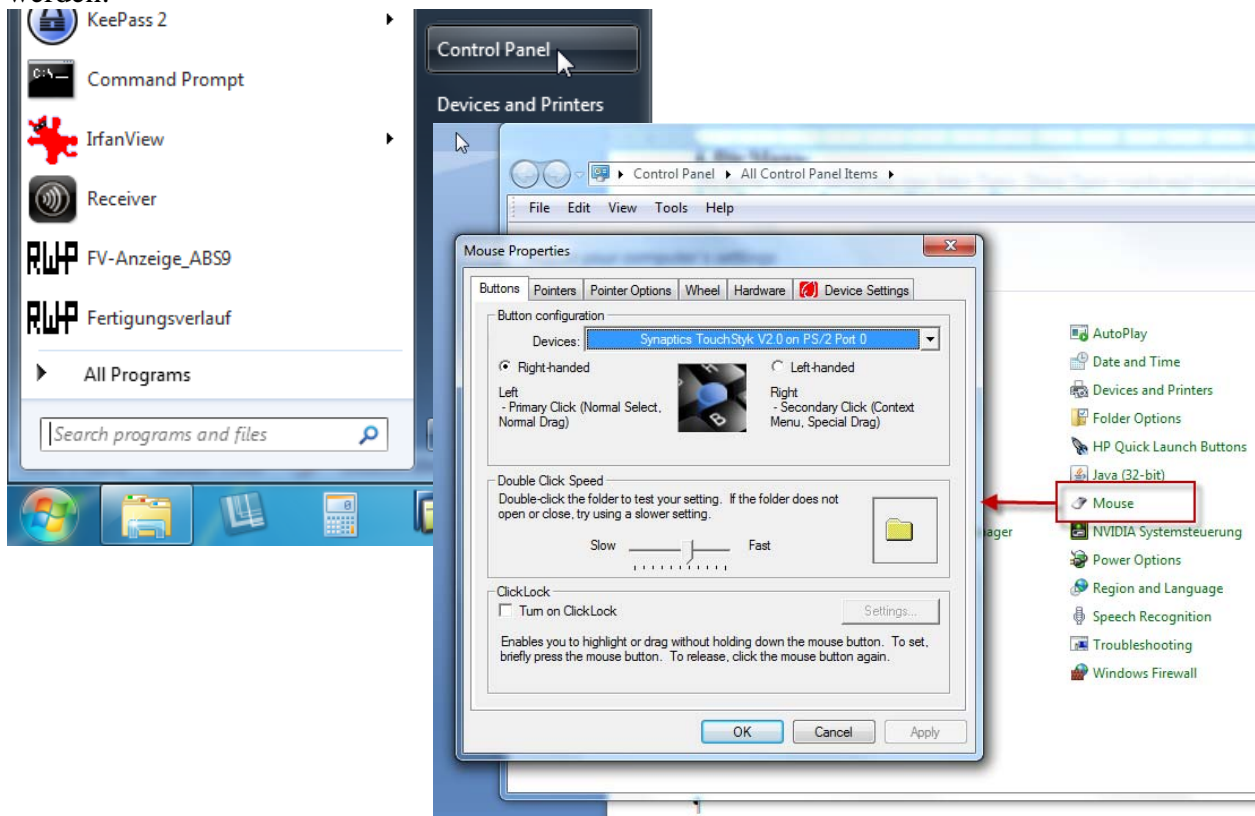 werden.
KeePass 2
C:\
Command Prompt
IrfanView
Receiver
RWP FV-Anzeige_ABS9
RWP Fertigungsverlauf
All Programs
Search programs and files
Control Panel
Devices and Printers
Control Panel ▸ All Control Panel Items ▸
File Edit View Tools Help
Mouse Properties
Buttons Pointers Pointer Options Wheel Hardware Device Settings
Button configuration
Devices: Synaptics TouchStyk V2.0 on PS/2 Port 0
Right-handed
Left-handed
Left
- Primary Click (Normal Select,
Normal Drag)
B
Right
- Secondary Click (Context
Menu, Special Drag)
Double Click Speed
Double-click the folder to test your setting. If the folder does not
open or close, try using a slower setting.
Slow Fast
ClickLock
Turn on ClickLock
Settings...
Enables you to highlight or drag without holding down the mouse button. To set,
briefly press the mouse button. To release, click the mouse button again.
OK Cancel Apply
AutoPlay
Date and Time
Devices and Printers
Folder Options
HP Quick Launch Buttons
Java (32-bit)
Mouse
NVIDIA Systemsteuerung
Power Options
Region and Language
Speech Recognition
Troubleshooting
Windows Firewall